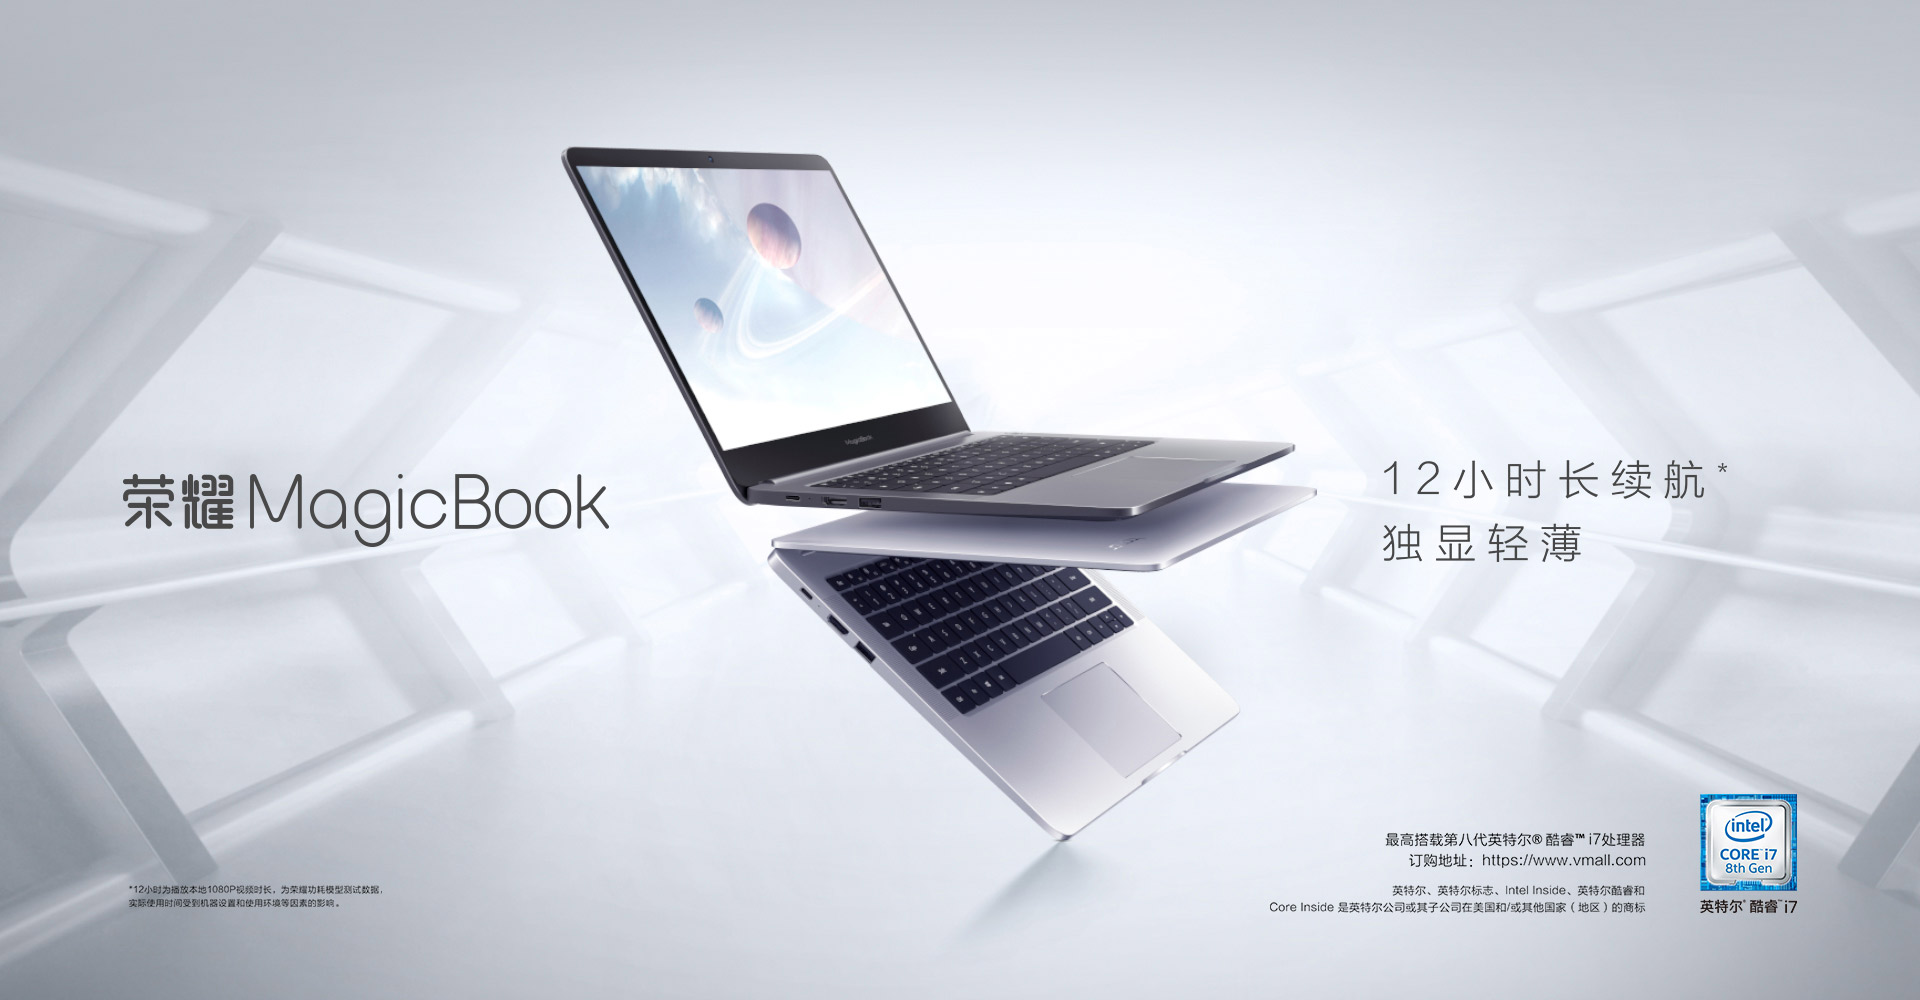 荣耀MagicBook
12小时长续航*
独显轻薄
MagicBook
最高搭载第八代英特尔® 酷睿™ i7处理器
订购地址：https://www.vmall.com
英特尔、英特尔标志、Intel Inside、英特尔酷睿和
Core Inside 是英特尔公司或其子公司在美国和/或其他国家（地区）的商标
intel®
CORE™ i7
8th Gen
英特尔® 酷睿™ i7
*12小时为播放本地1080P视频时长，为荣耀功耗模型测试数据，
实际使用时间受到机器设置和使用环境等因素的影响。